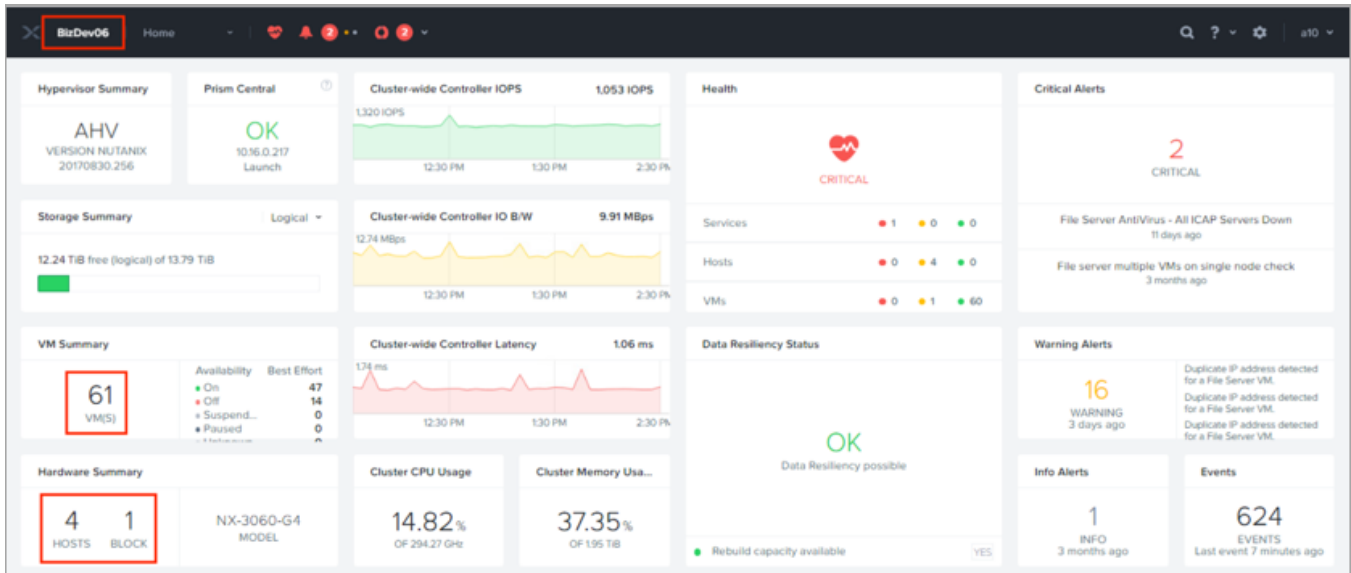 BizDev06 Home 2 2 ? a10
Hypervisor Summary
AHV
VERSION NUTANIX
20170830.256
Prism Central ?
OK
10.16.0.217
Launch
Cluster-wide Controller IOPS 1,053 IOPS
1,320 IOPS
12:30 PM 1:30 PM 2:30 PM
Health
CRITICAL
Services 1 0 0
Hosts 0 4 0
VMs 0 1 60
Critical Alerts
2
CRITICAL
File Server AntiVirus - All ICAP Servers Down
11 days ago
File server multiple VMs on single node check
3 months ago
Storage Summary Logical
12.24 TiB free (logical) of 13.79 TiB
Cluster-wide Controller IO B/W 9.91 MBps
12.74 MBps
12:30 PM 1:30 PM 2:30 PM
VM Summary
61
VM(S)
Availability Best Effort
On 47
Off 14
Suspend... 0
Paused 0
Unknown 0
Cluster-wide Controller Latency 1.06 ms
1.74 ms
12:30 PM 1:30 PM 2:30 PM
Data Resiliency Status
OK
Data Resiliency possible
Rebuild capacity available YES
Warning Alerts
16
WARNING
3 days ago
Duplicate IP address detected
for a File Server VM.
Duplicate IP address detected
for a File Server VM.
Duplicate IP address detected
for a File Server VM.
Hardware Summary
4 1
HOSTS BLOCK
NX-3060-G4
MODEL
Cluster CPU Usage
14.82%
OF 294.27 GHz
Cluster Memory Usa...
37.35%
OF 1.95 TiB
Info Alerts
1
INFO
3 months ago
Events
624
EVENTS
Last event 7 minutes ago